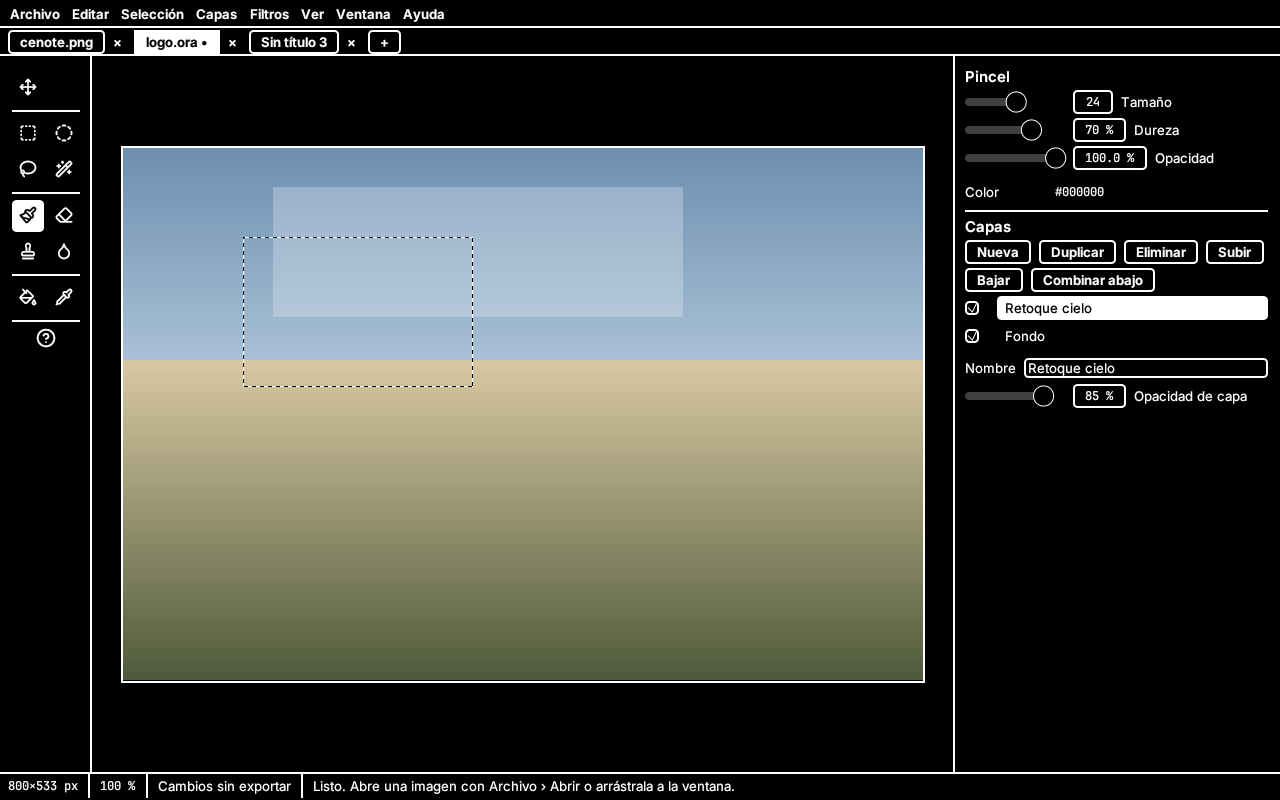 Archivo Editar Selección Capas Filtros Ver Ventana Ayuda
cenote.png × logo.ora • × Sin título 3 × +
Pincel
24 Tamaño
70 % Dureza
100.0 % Opacidad
Color #000000
Capas
Nueva Duplicar Eliminar Subir
Bajar Combinar abajo
Retoque cielo
Fondo
Nombre Retoque cielo
85 % Opacidad de capa
800×533 px 100 % Cambios sin exportar Listo. Abre una imagen con Archivo › Abrir o arrástrala a la ventana.